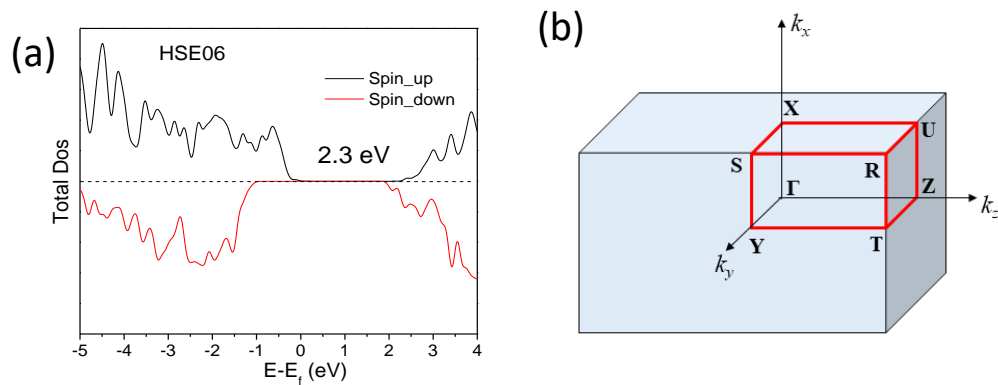 (a)
HSE06
Spin_up
Spin_down
2.3 eV
Total Dos
-5 -4 -3 -2 -1 0 1 2 3 4
E-E_f (eV)
(b)
k_x
X
U
S
R
Γ
Z
k_z
Y
T
k_y